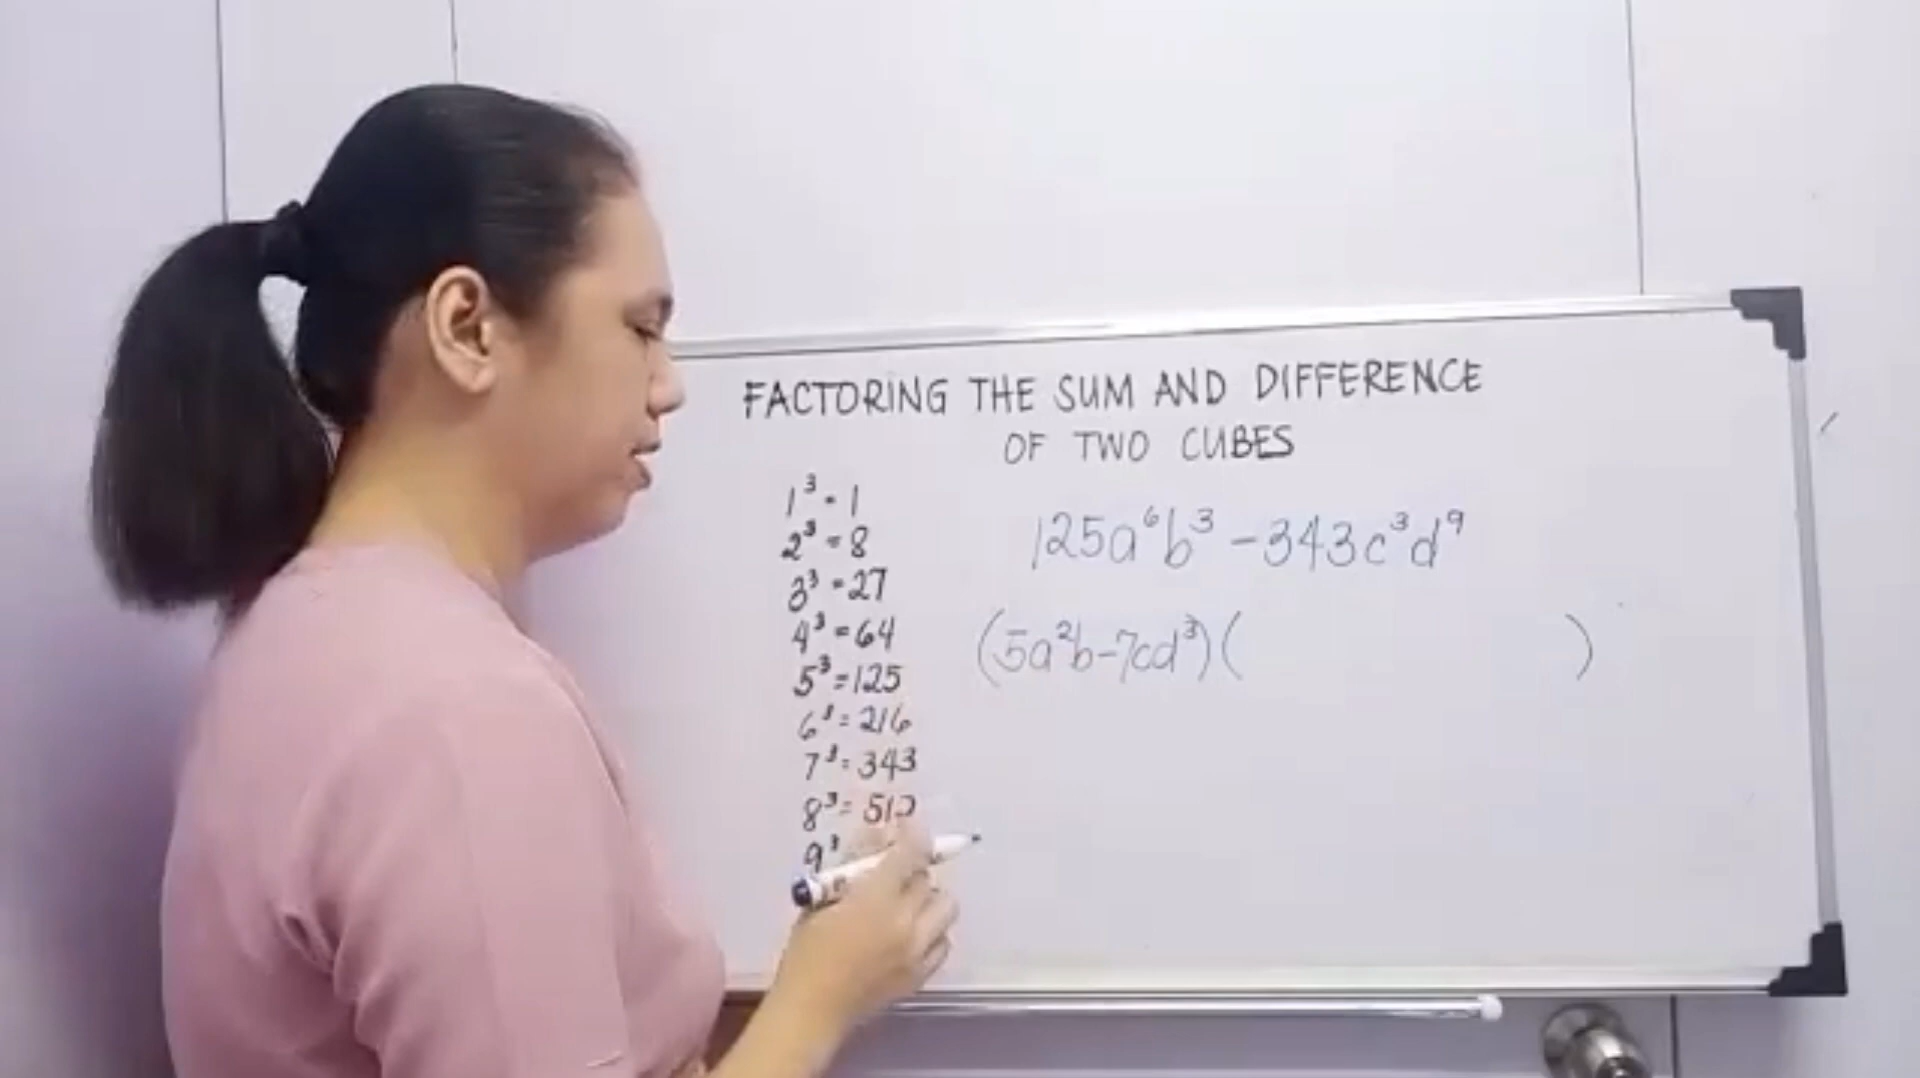 FACTORING THE SUM AND DIFFERENCE
OF TWO CUBES
1³ = 1
2³ = 8
3³ = 27
4³ = 64
5³ = 125
6³ = 216
7³ = 343
8³ = 512
9³
125a⁶b³ - 343c³d⁹
(5a²b - 7cd³)( )